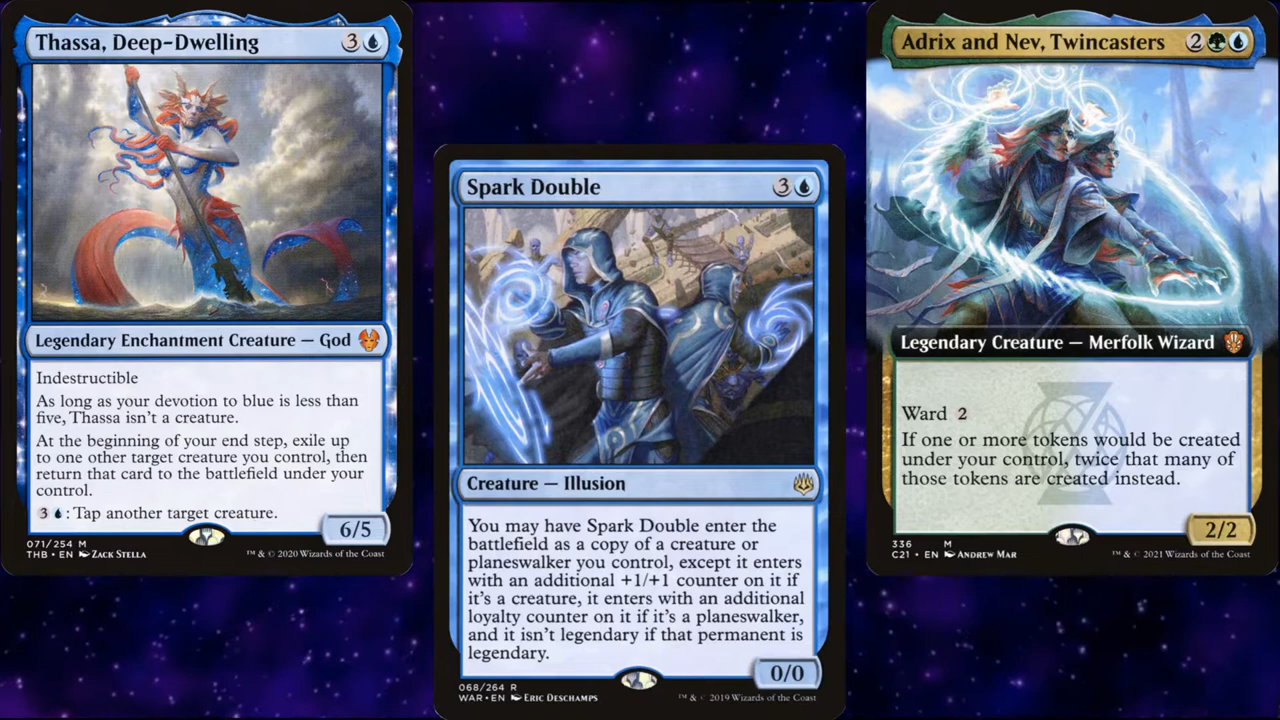 Thassa, Deep-Dwelling 3
Legendary Enchantment Creature — God
Indestructible
As long as your devotion to blue is less than
five, Thassa isn't a creature.
At the beginning of your end step, exile up
to one other target creature you control, then
return that card to the battlefield under your
control.
3 : Tap another target creature.
6/5
071/254 M
THB • EN Zack Stella
™ & © 2020 Wizards of the Coast
Spark Double 3
Creature — Illusion
You may have Spark Double enter the
battlefield as a copy of a creature or
planeswalker you control, except it enters
with an additional +1/+1 counter on it if
it's a creature, it enters with an additional
loyalty counter on it if it's a planeswalker,
and it isn't legendary if that permanent is
legendary.
0/0
068/264 R
WAR • EN Eric Deschamps
™ & © 2019 Wizards of the Coast
Adrix and Nev, Twincasters 2
Legendary Creature — Merfolk Wizard
Ward 2
If one or more tokens would be created
under your control, twice that many of
those tokens are created instead.
2/2
336 M
C21 • EN Andrew Mar
™ & © 2021 Wizards of the Coast